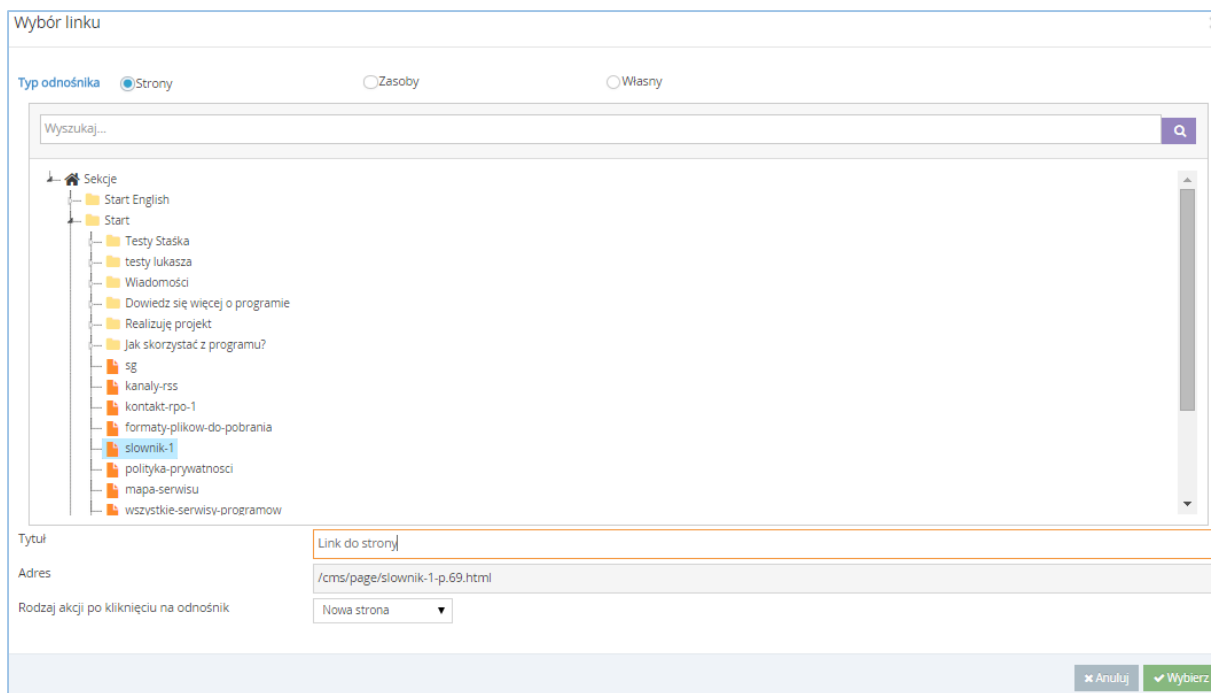 Wybór linku
Typ odnośnika Strony Zasoby Własny
Wyszukaj...
Sekcje
Start English
Start
Testy Staśka
testy lukasza
Wiadomości
Dowiedz się więcej o programie
Realizuję projekt
Jak skorzystać z programu?
sg
kanaly-rss
kontakt-rpo-1
formaty-plikow-do-pobrania
slownik-1
polityka-prywatnosci
mapa-serwisu
wszystkie-serwisy-programow
Tytuł Link do strony
Adres /cms/page/slownik-1-p.69.html
Rodzaj akcji po kliknięciu na odnośnik Nowa strona
Anuluj Wybierz